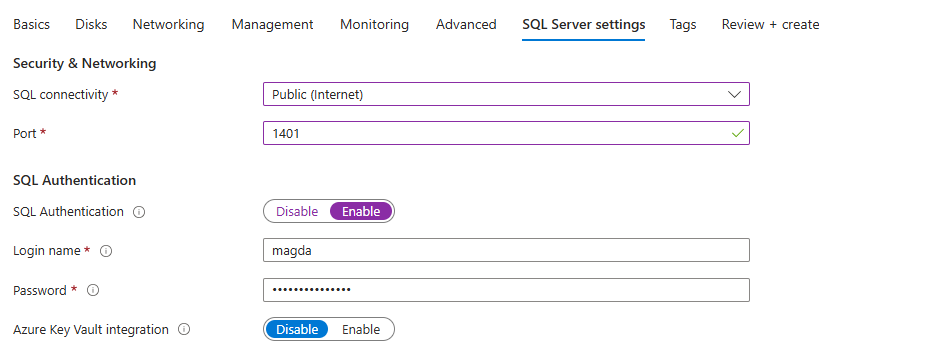 Basics Disks Networking Management Monitoring Advanced SQL Server settings Tags Review + create
Security & Networking
SQL connectivity * Public (Internet)
Port * 1401
SQL Authentication
SQL Authentication Disable Enable
Login name * magda
Password * •••••••••••••••
Azure Key Vault integration Disable Enable